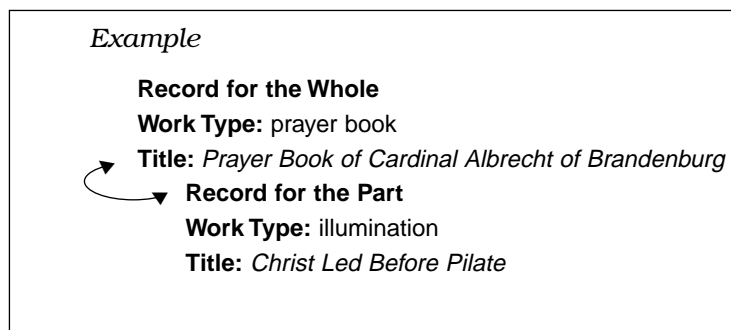 Example
Record for the Whole
Work Type: prayer book
Title: Prayer Book of Cardinal Albrecht of Brandenburg
Record for the Part
Work Type: illumination
Title: Christ Led Before Pilate